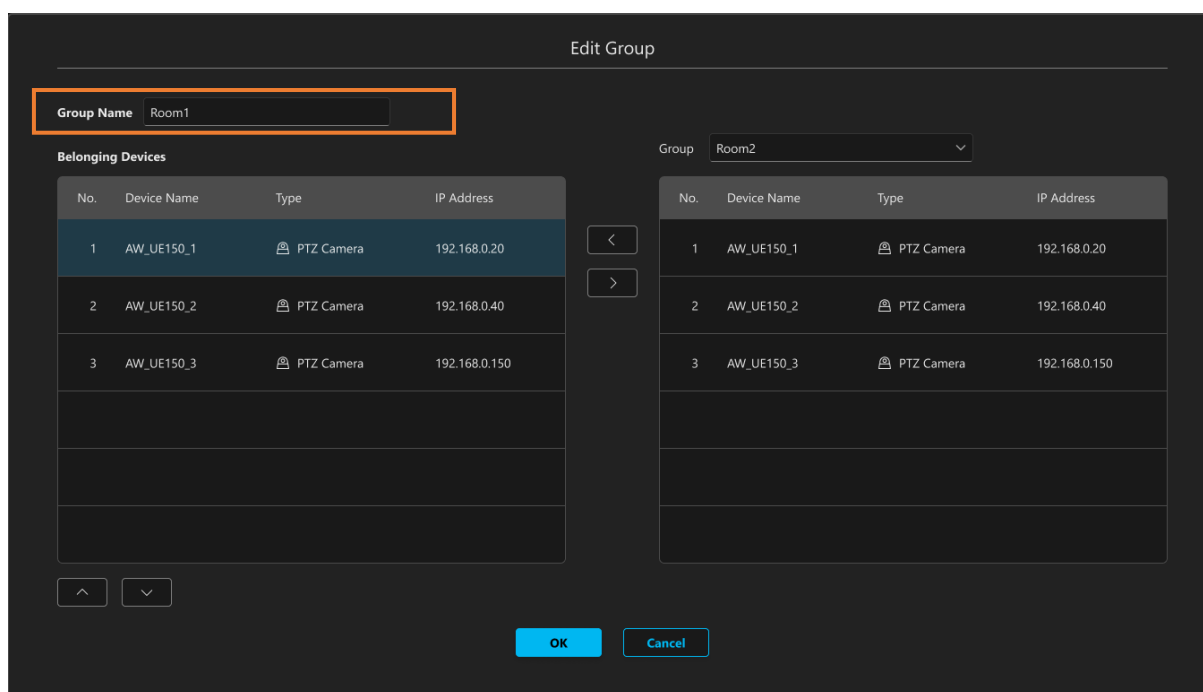 Edit Group
Group Name Room1
Belonging Devices
Group Room2
No. Device Name Type IP Address
1 AW_UE150_1 PTZ Camera 192.168.0.20
2 AW_UE150_2 PTZ Camera 192.168.0.40
3 AW_UE150_3 PTZ Camera 192.168.0.150
No. Device Name Type IP Address
1 AW_UE150_1 PTZ Camera 192.168.0.20
2 AW_UE150_2 PTZ Camera 192.168.0.40
3 AW_UE150_3 PTZ Camera 192.168.0.150
OK Cancel